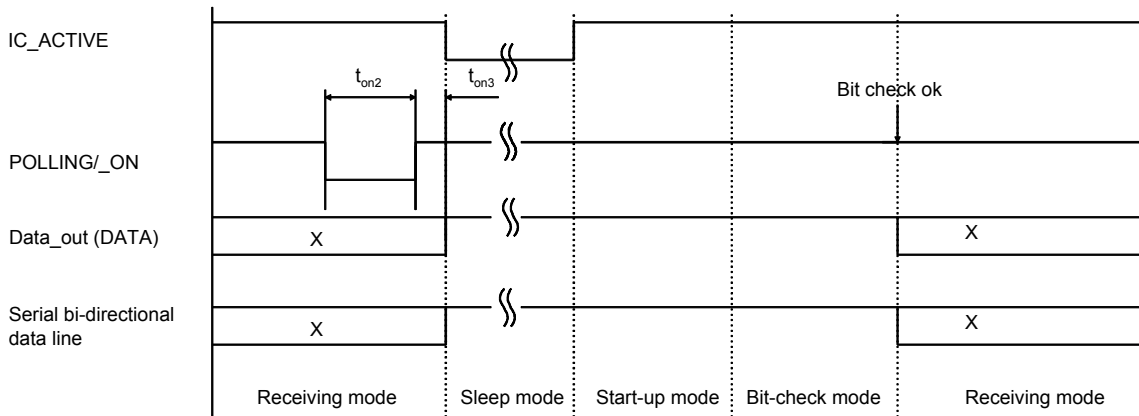 IC_ACTIVE
ton2
ton3
Bit check ok
POLLING/_ON
Data_out (DATA)
X
X
Serial bi-directional
data line
X
X
Receiving mode
Sleep mode
Start-up mode
Bit-check mode
Receiving mode